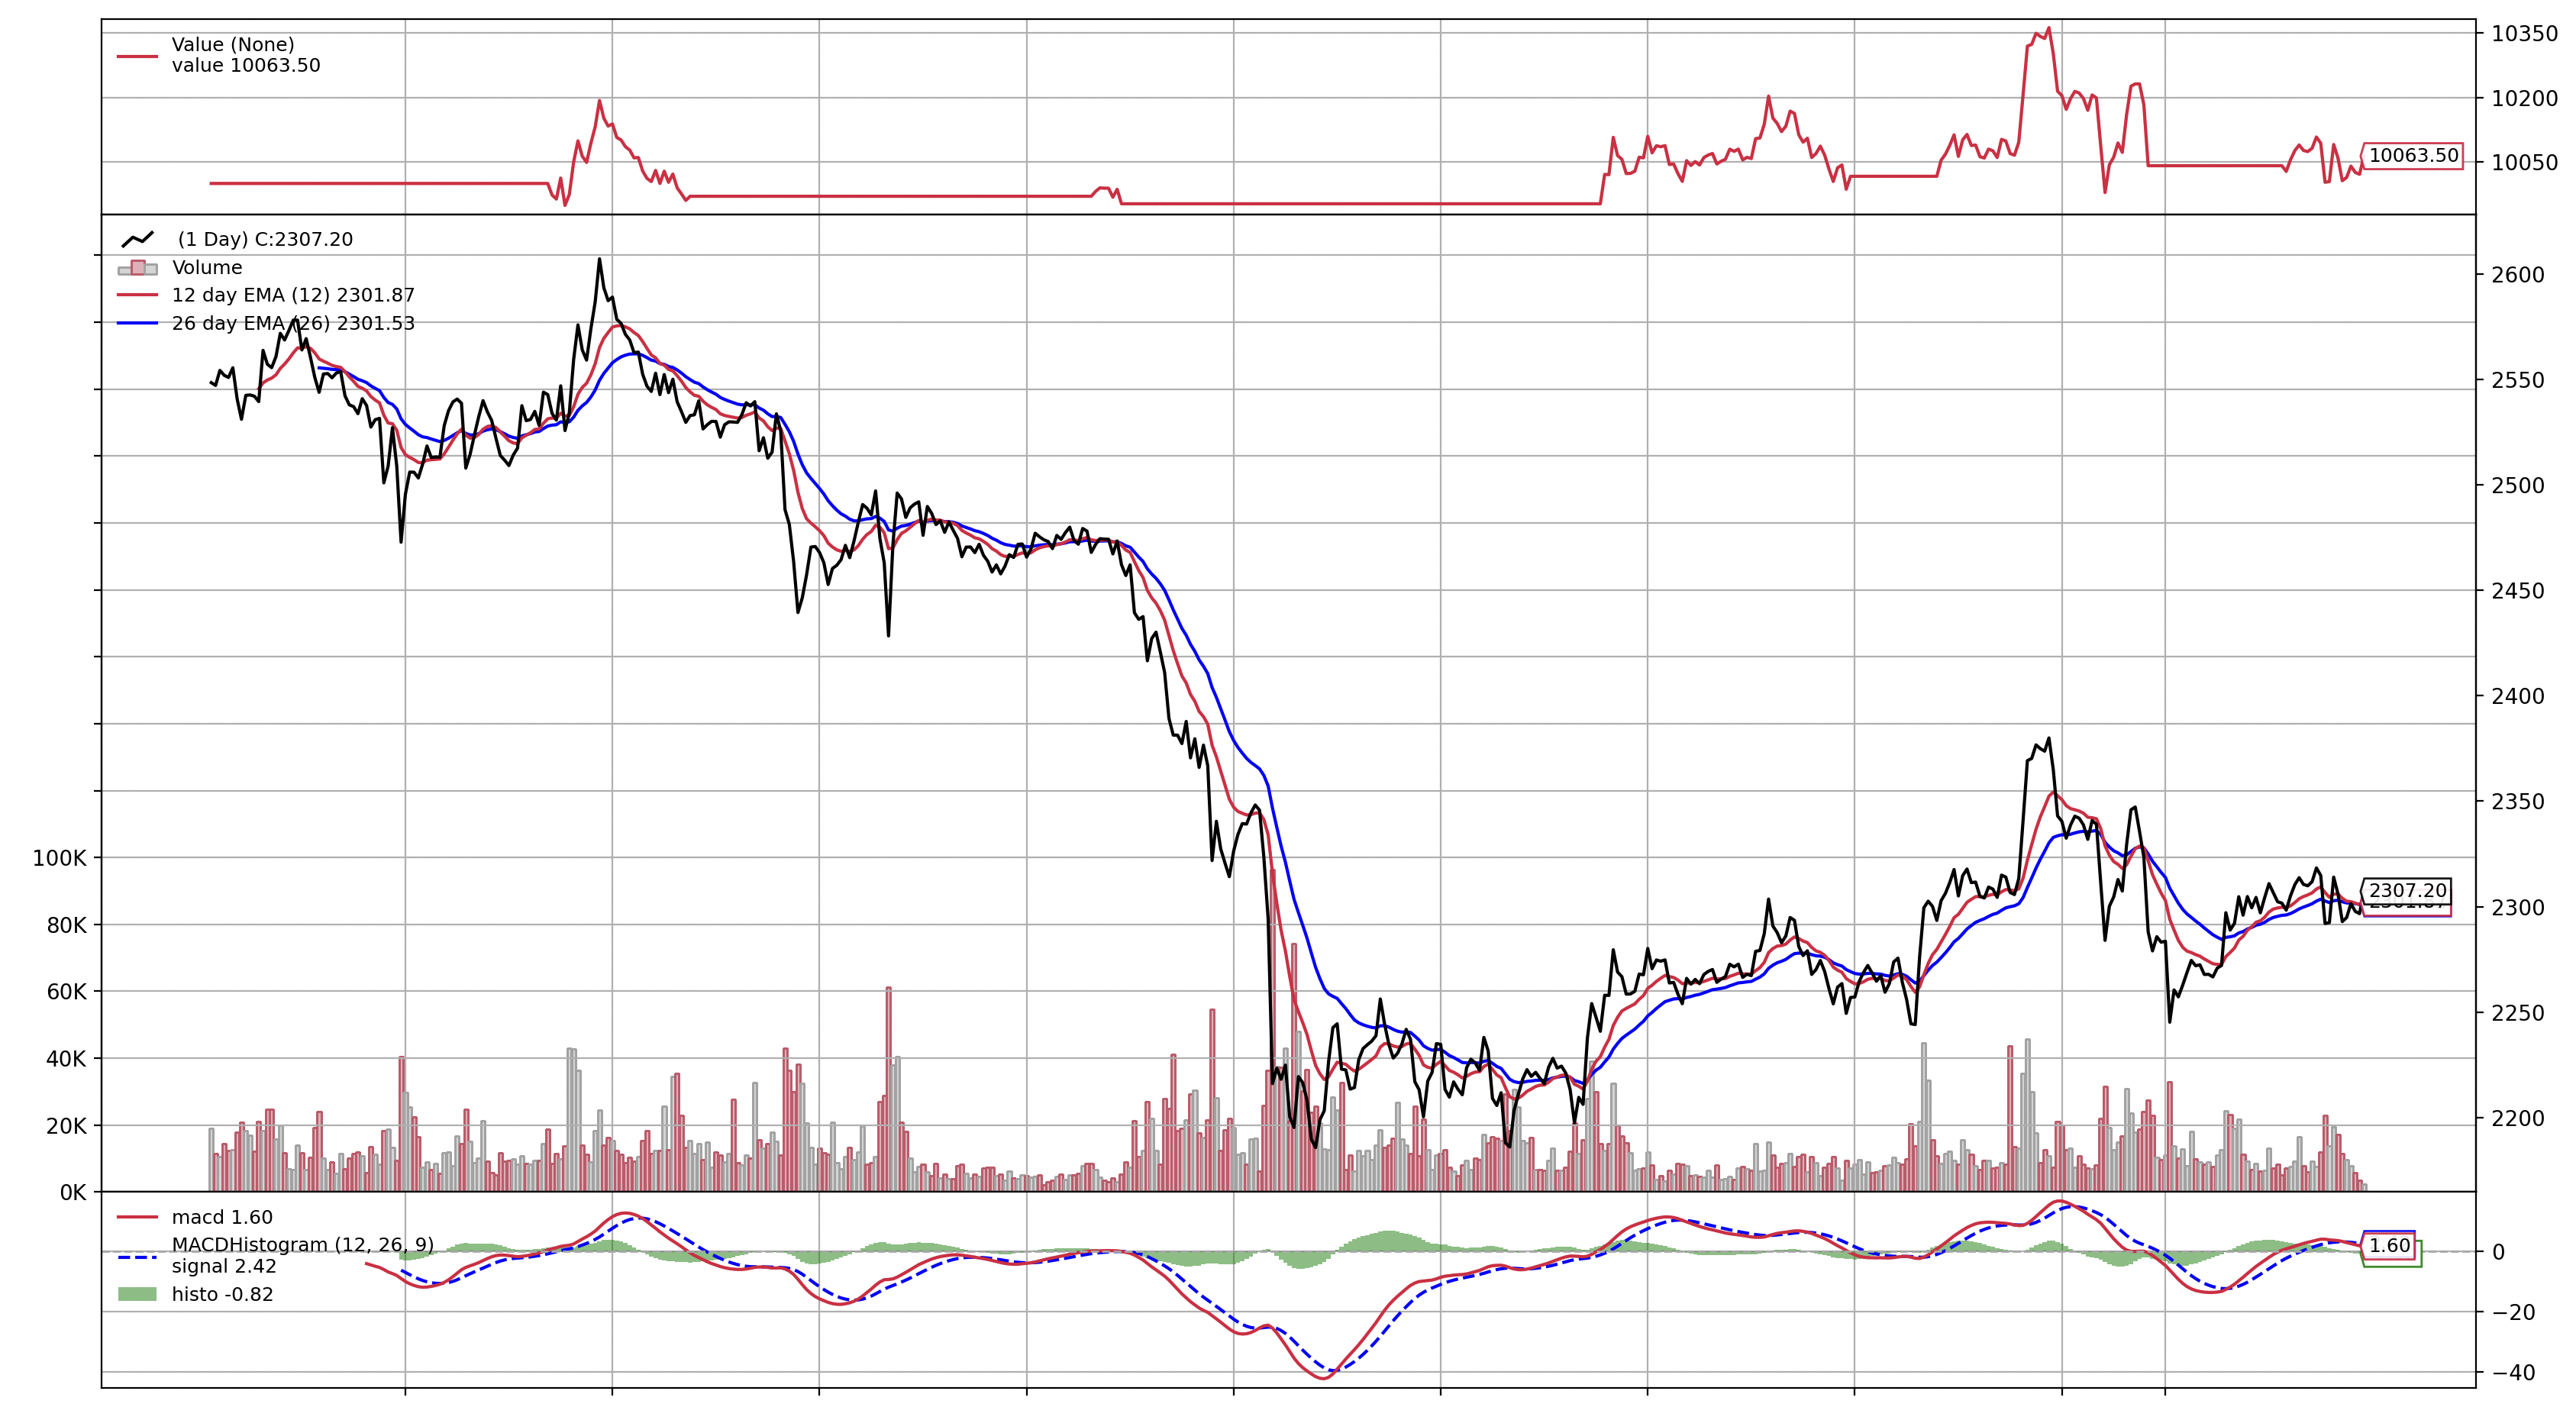 Value (None)
value 10063.50
10350
10200
10050
10063.50
(1 Day) C:2307.20
Volume
12 day EMA (12) 2301.87
26 day EMA (26) 2301.53
2600
2550
2500
2450
2400
2350
2300
2250
2200
2307.20
100K
80K
60K
40K
20K
0K
macd 1.60
MACDHistogram (12, 26, 9)
signal 2.42
histo -0.82
1.60
0
−20
−40